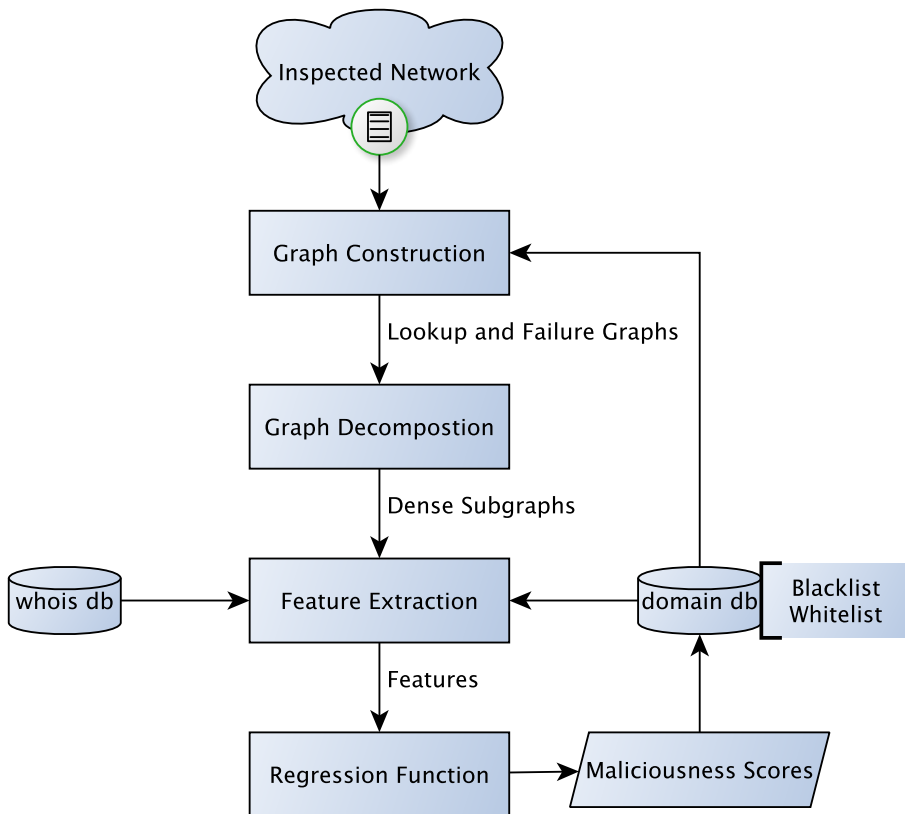 Inspected Network
Graph Construction
Lookup and Failure Graphs
Graph Decompostion
Dense Subgraphs
whois db
Feature Extraction
domain db
Blacklist
Whitelist
Features
Regression Function
Maliciousness Scores